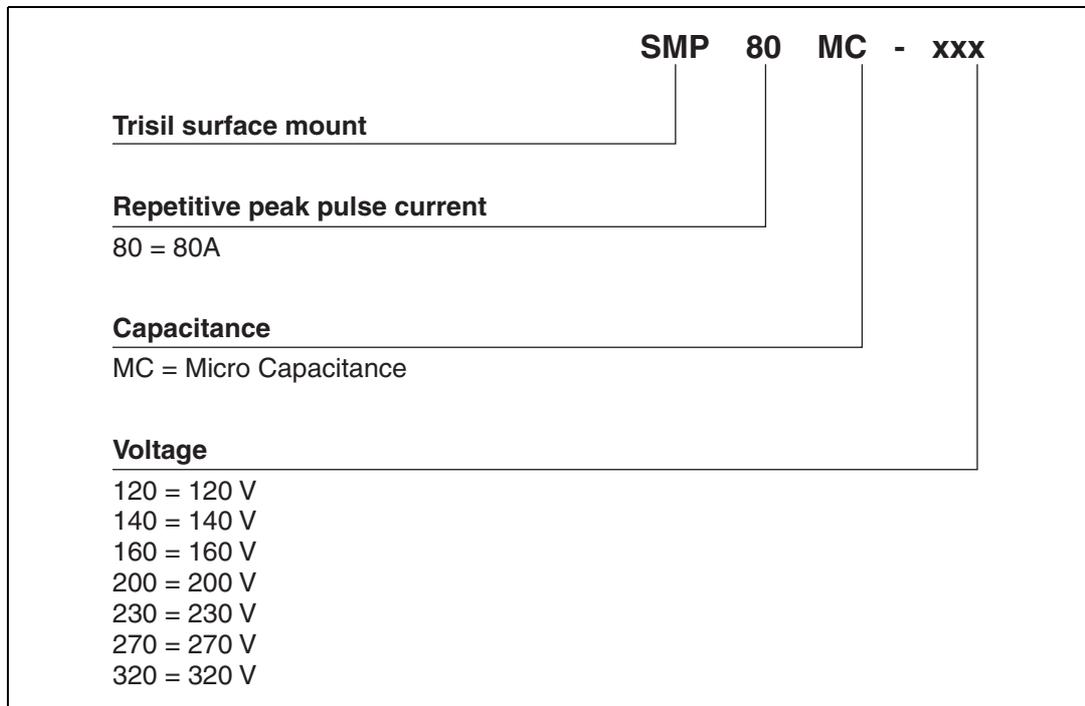 SMP 80 MC - xxx
Trisil surface mount
Repetitive peak pulse current
80 = 80A
Capacitance
MC = Micro Capacitance
Voltage
120 = 120 V
140 = 140 V
160 = 160 V
200 = 200 V
230 = 230 V
270 = 270 V
320 = 320 V